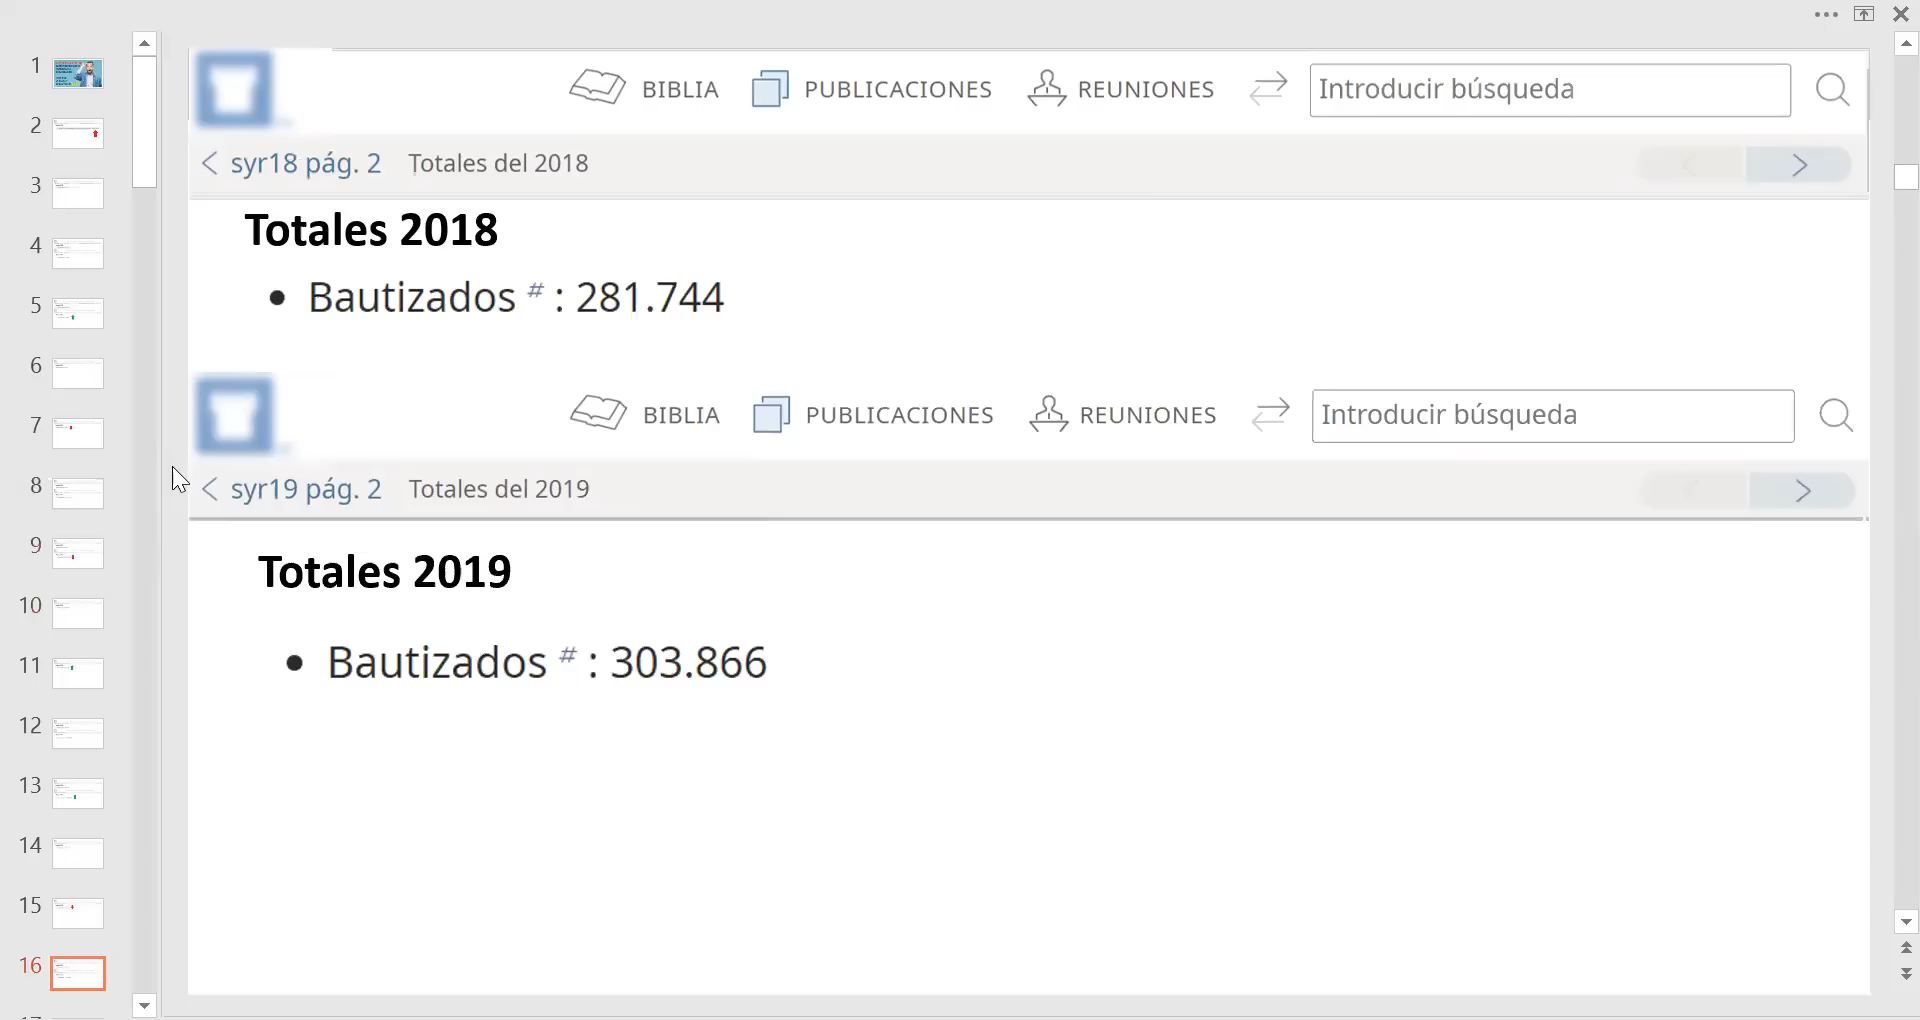 1
2
3
4
5
6
7
8
9
10
11
12
13
14
15
16
BIBLIA PUBLICACIONES REUNIONES Introducir búsqueda
syr18 pág. 2 Totales del 2018
Totales 2018
• Bautizados # : 281.744
BIBLIA PUBLICACIONES REUNIONES Introducir búsqueda
syr19 pág. 2 Totales del 2019
Totales 2019
• Bautizados # : 303.866